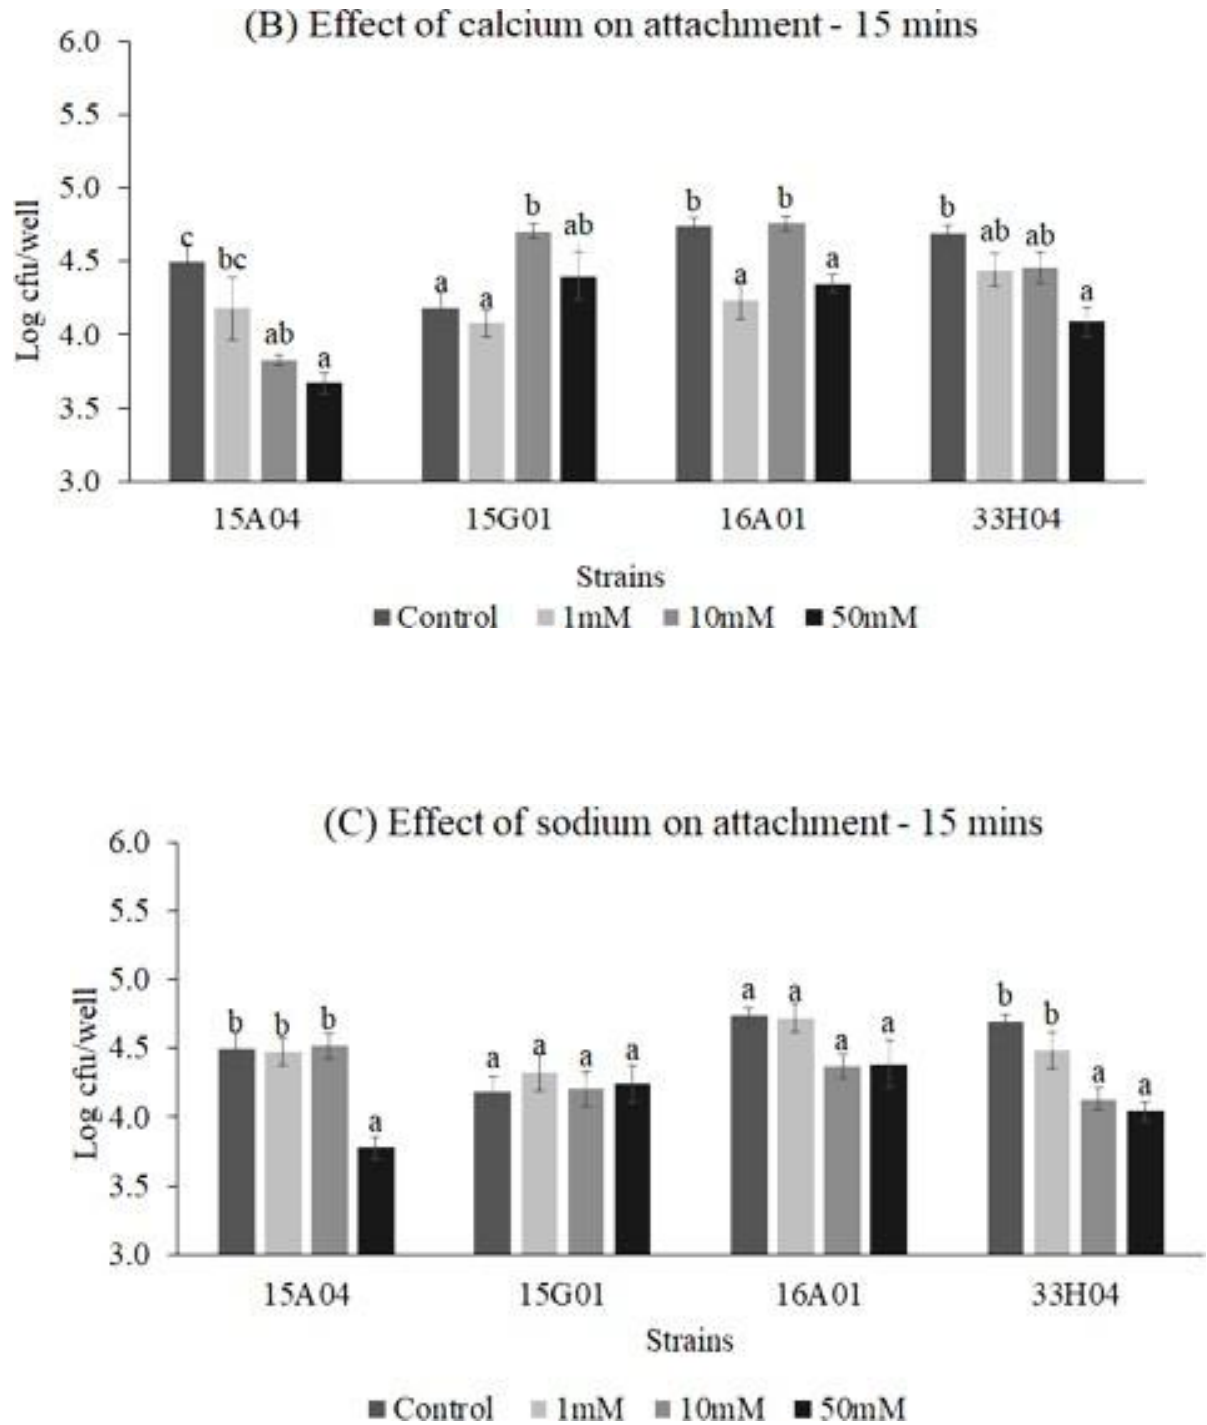 (B) Effect of calcium on attachment - 15 mins
6.0
5.5
5.0
4.5
4.0
3.5
3.0
Log cfu/well
c bc ab a
a a b ab
b a b a
b ab ab a
15A04 15G01 16A01 33H04
Strains
Control 1mM 10mM 50mM
(C) Effect of sodium on attachment - 15 mins
6.0
5.5
5.0
4.5
4.0
3.5
3.0
Log cfu/well
b b b a
a a a a
a a a a
b b a a
15A04 15G01 16A01 33H04
Strains
Control 1mM 10mM 50mM